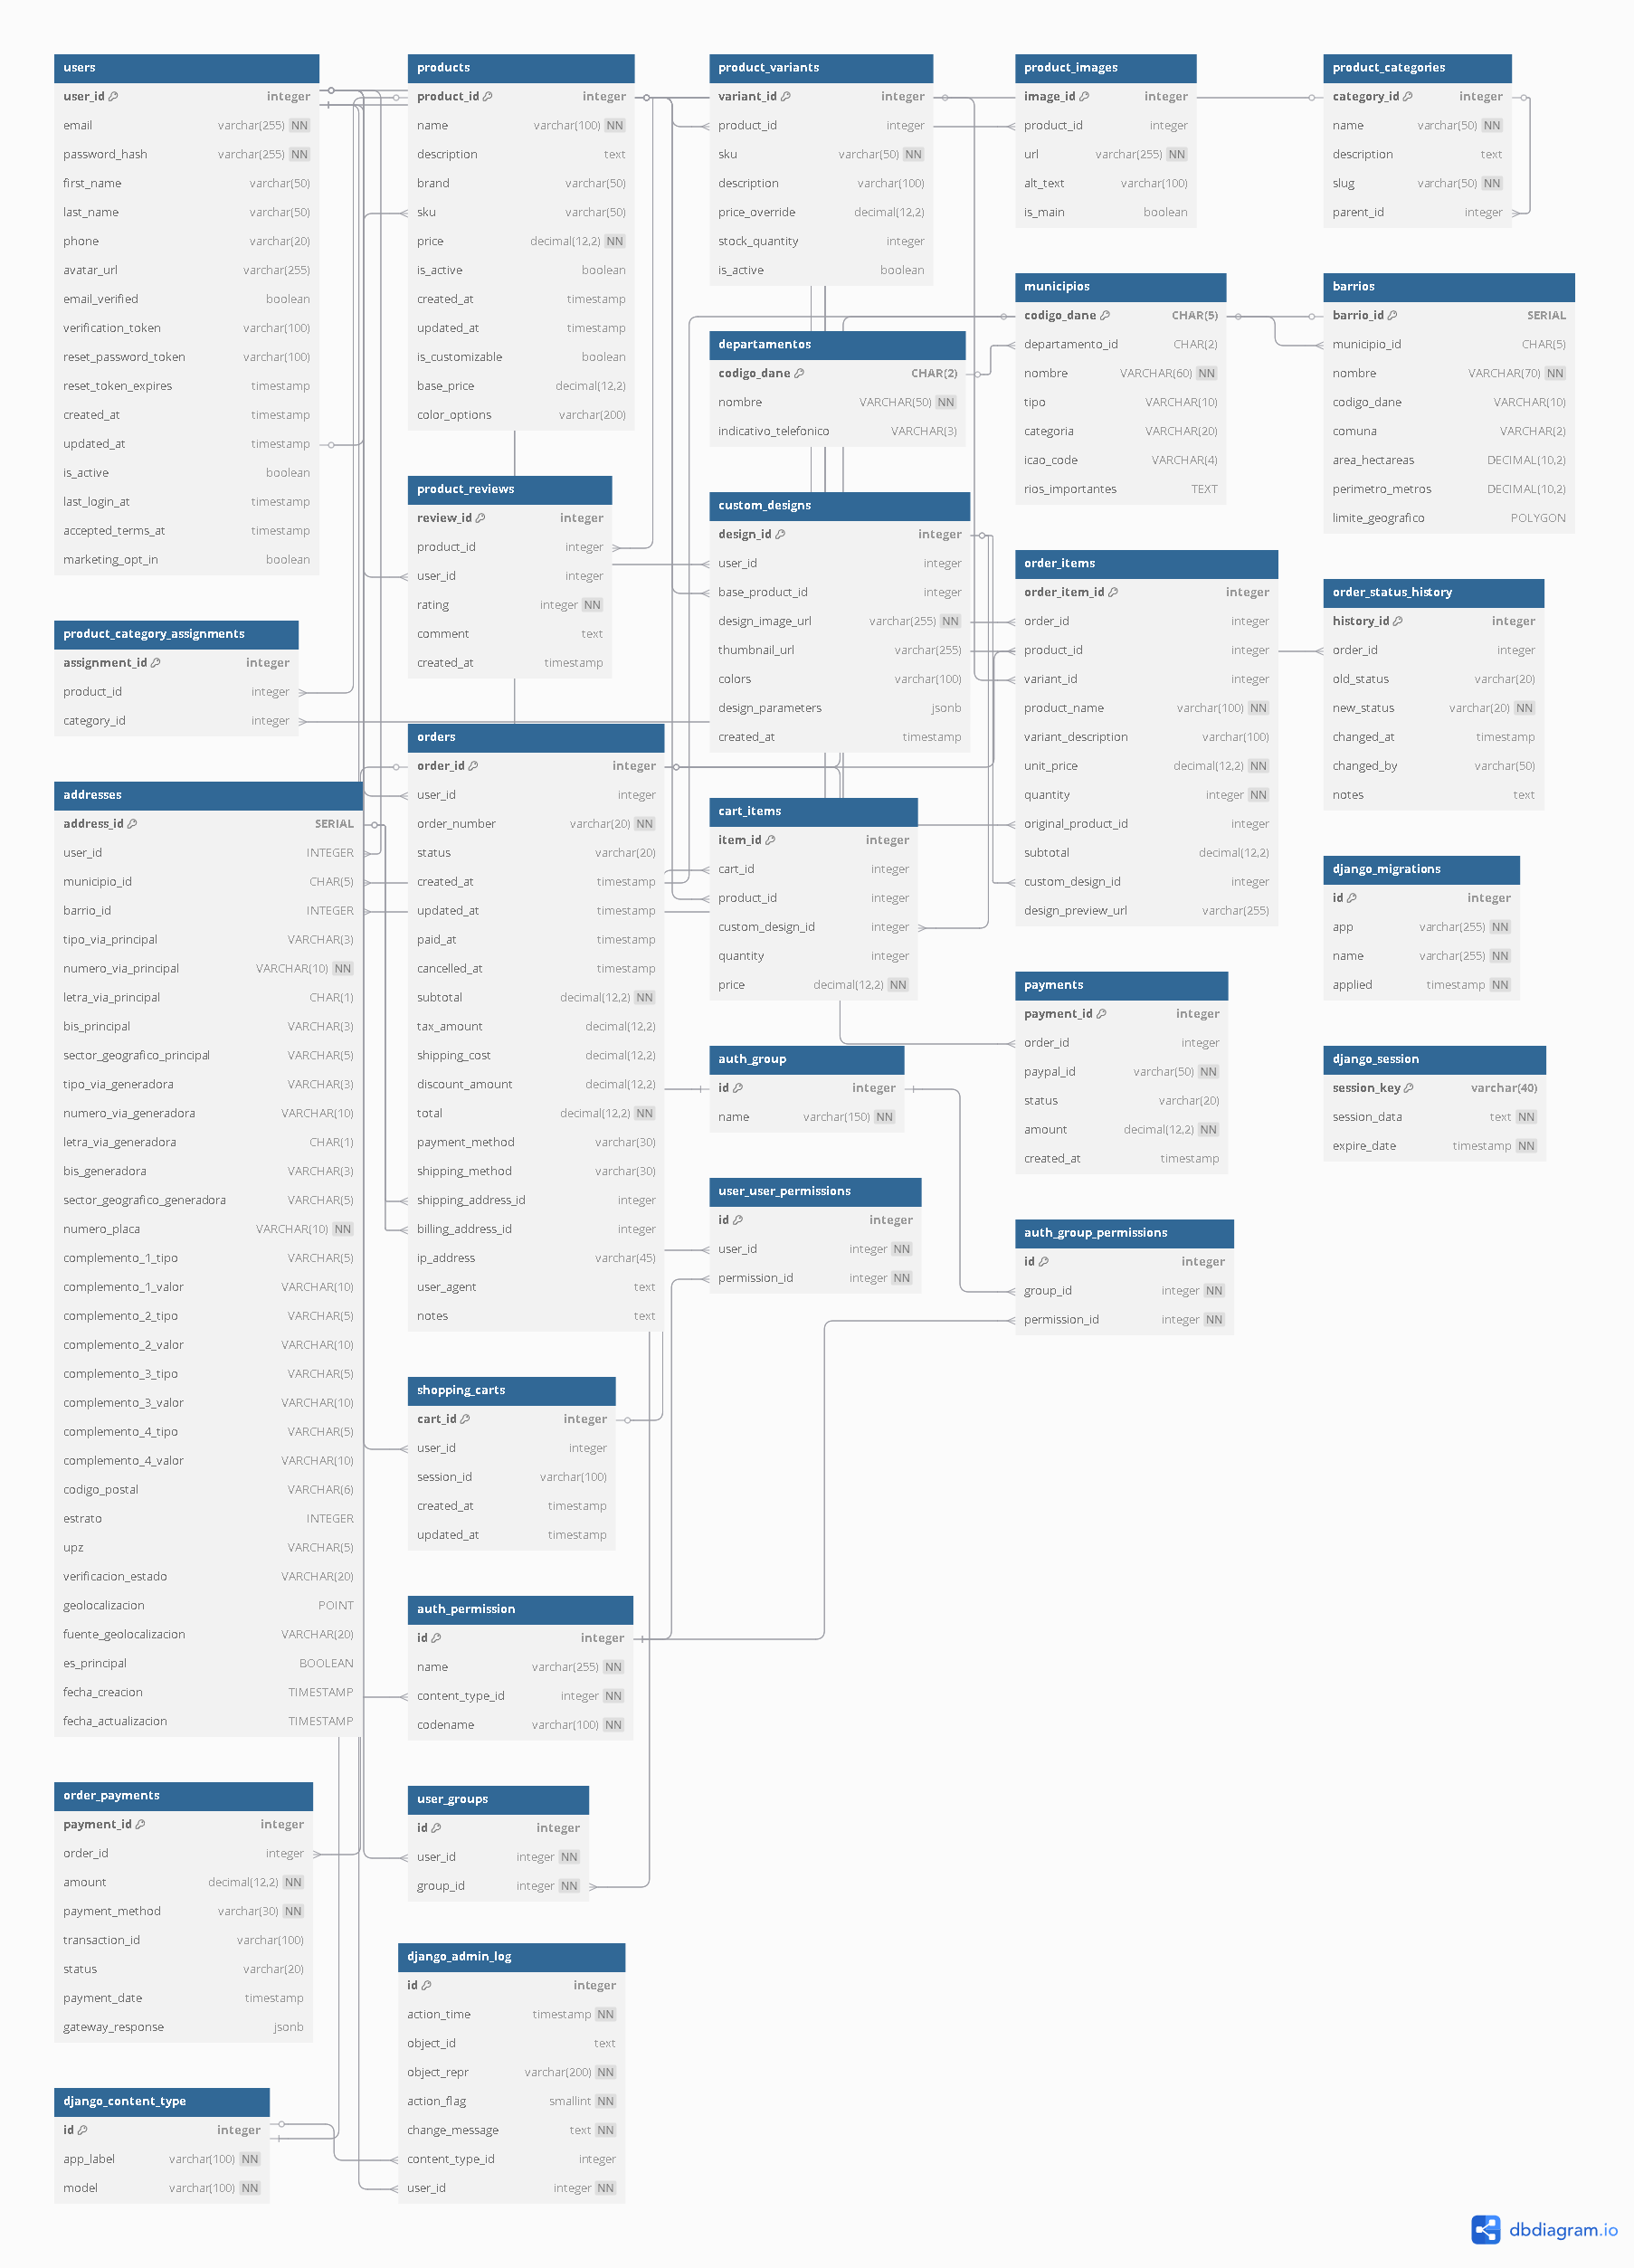 users
user_id integer
email varchar(255) NN
password_hash varchar(255) NN
first_name varchar(50)
last_name varchar(50)
phone varchar(20)
avatar_url varchar(255)
email_verified boolean
verification_token varchar(100)
reset_password_token varchar(100)
reset_token_expires timestamp
created_at timestamp
updated_at timestamp
is_active boolean
last_login_at timestamp
accepted_terms_at timestamp
marketing_opt_in boolean
product_category_assignments
assignment_id integer
product_id integer
category_id integer
addresses
address_id SERIAL
user_id INTEGER
municipio_id CHAR(5)
barrio_id INTEGER
tipo_via_principal VARCHAR(3)
numero_via_principal VARCHAR(10) NN
letra_via_principal CHAR(1)
bis_principal VARCHAR(3)
sector_geografico_principal VARCHAR(5)
tipo_via_generadora VARCHAR(3)
numero_via_generadora VARCHAR(10)
letra_via_generadora CHAR(1)
bis_generadora VARCHAR(3)
sector_geografico_generadora VARCHAR(5)
numero_placa VARCHAR(10) NN
complemento_1_tipo VARCHAR(5)
complemento_1_valor VARCHAR(10)
complemento_2_tipo VARCHAR(5)
complemento_2_valor VARCHAR(10)
complemento_3_tipo VARCHAR(5)
complemento_3_valor VARCHAR(10)
complemento_4_tipo VARCHAR(5)
complemento_4_valor VARCHAR(10)
codigo_postal VARCHAR(6)
estrato INTEGER
upz VARCHAR(5)
verificacion_estado VARCHAR(20)
geolocalizacion POINT
fuente_geolocalizacion VARCHAR(20)
es_principal BOOLEAN
fecha_creacion TIMESTAMP
fecha_actualizacion TIMESTAMP
order_payments
payment_id integer
order_id integer
amount decimal(12,2) NN
payment_method varchar(30) NN
transaction_id varchar(100)
status varchar(20)
payment_date timestamp
gateway_response jsonb
django_content_type
id integer
app_label varchar(100) NN
model varchar(100) NN
products
product_id integer
name varchar(100) NN
description text
brand varchar(50)
sku varchar(50)
price decimal(12,2) NN
is_active boolean
created_at timestamp
updated_at timestamp
is_customizable boolean
base_price decimal(12,2)
color_options varchar(200)
product_reviews
review_id integer
product_id integer
user_id integer
rating integer NN
comment text
created_at timestamp
orders
order_id integer
user_id integer
order_number varchar(20) NN
status varchar(20)
created_at timestamp
updated_at timestamp
paid_at timestamp
cancelled_at timestamp
subtotal decimal(12,2) NN
tax_amount decimal(12,2)
shipping_cost decimal(12,2)
discount_amount decimal(12,2)
total decimal(12,2) NN
payment_method varchar(30)
shipping_method varchar(30)
shipping_address_id integer
billing_address_id integer
ip_address varchar(45)
user_agent text
notes text
shopping_carts
cart_id integer
user_id integer
session_id varchar(100)
created_at timestamp
updated_at timestamp
auth_permission
id integer
name varchar(255) NN
content_type_id integer NN
codename varchar(100) NN
user_groups
id integer
user_id integer NN
group_id integer NN
django_admin_log
id integer
action_time timestamp NN
object_id text
object_repr varchar(200) NN
action_flag smallint NN
change_message text NN
content_type_id integer
user_id integer NN
product_variants
variant_id integer
product_id integer
sku varchar(50) NN
description varchar(100)
price_override decimal(12,2)
stock_quantity integer
is_active boolean
departamentos
codigo_dane CHAR(2)
nombre VARCHAR(50) NN
indicativo_telefonico VARCHAR(3)
custom_designs
design_id integer
user_id integer
base_product_id integer
design_image_url varchar(255) NN
thumbnail_url varchar(255)
colors varchar(100)
design_parameters jsonb
created_at timestamp
cart_items
item_id integer
cart_id integer
product_id integer
custom_design_id integer
quantity integer
price decimal(12,2) NN
auth_group
id integer
name varchar(150) NN
user_user_permissions
id integer
user_id integer NN
permission_id integer NN
product_images
image_id integer
product_id integer
url varchar(255) NN
alt_text varchar(100)
is_main boolean
municipios
codigo_dane CHAR(5)
departamento_id CHAR(2)
nombre VARCHAR(60) NN
tipo VARCHAR(10)
categoria VARCHAR(20)
icao_code VARCHAR(4)
rios_importantes TEXT
order_items
order_item_id integer
order_id integer
product_id integer
variant_id integer
product_name varchar(100) NN
variant_description varchar(100)
unit_price decimal(12,2) NN
quantity integer NN
original_product_id integer
subtotal decimal(12,2)
custom_design_id integer
design_preview_url varchar(255)
payments
payment_id integer
order_id integer
paypal_id varchar(50) NN
status varchar(20)
amount decimal(12,2) NN
created_at timestamp
auth_group_permissions
id integer
group_id integer NN
permission_id integer NN
product_categories
category_id integer
name varchar(50) NN
description text
slug varchar(50) NN
parent_id integer
barrios
barrio_id SERIAL
municipio_id CHAR(5)
nombre VARCHAR(70) NN
codigo_dane VARCHAR(10)
comuna VARCHAR(2)
area_hectareas DECIMAL(10,2)
perimetro_metros DECIMAL(10,2)
limite_geografico POLYGON
order_status_history
history_id integer
order_id integer
old_status varchar(20)
new_status varchar(20) NN
changed_at timestamp
changed_by varchar(50)
notes text
django_migrations
id integer
app varchar(255) NN
name varchar(255) NN
applied timestamp NN
django_session
session_key varchar(40)
session_data text NN
expire_date timestamp NN
dbdiagram.io